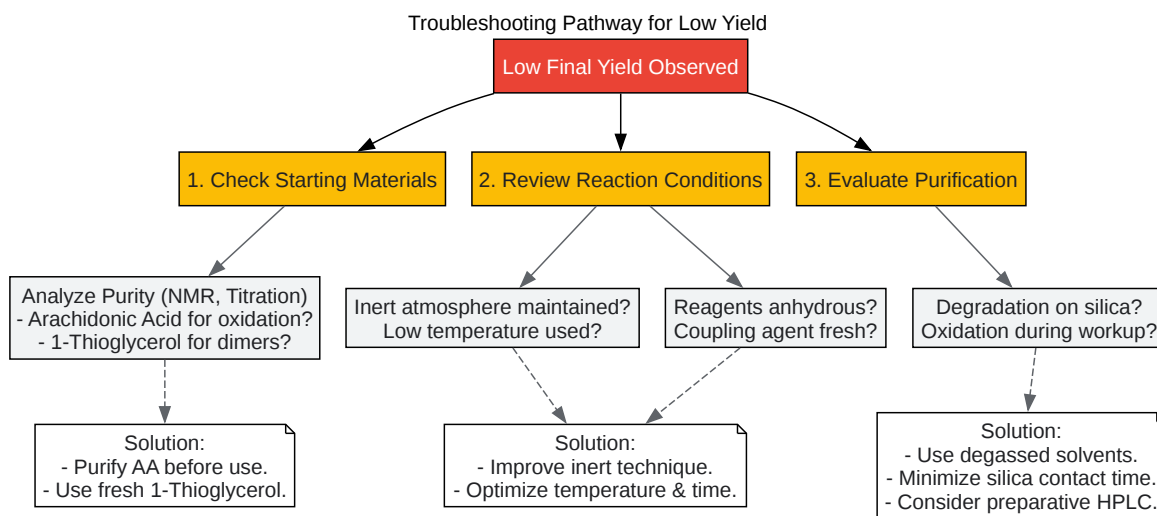 Troubleshooting Pathway for Low Yield
Low Final Yield Observed
1. Check Starting Materials
2. Review Reaction Conditions
3. Evaluate Purification
Analyze Purity (NMR, Titration)
- Arachidonic Acid for oxidation?
- 1-Thioglycerol for dimers?
Inert atmosphere maintained?
Low temperature used?
Reagents anhydrous?
Coupling agent fresh?
Degradation on silica?
Oxidation during workup?
Solution:
- Purify AA before use.
- Use fresh 1-Thioglycerol.
Solution:
- Improve inert technique.
- Optimize temperature & time.
Solution:
- Use degassed solvents.
- Minimize silica contact time.
- Consider preparative HPLC.